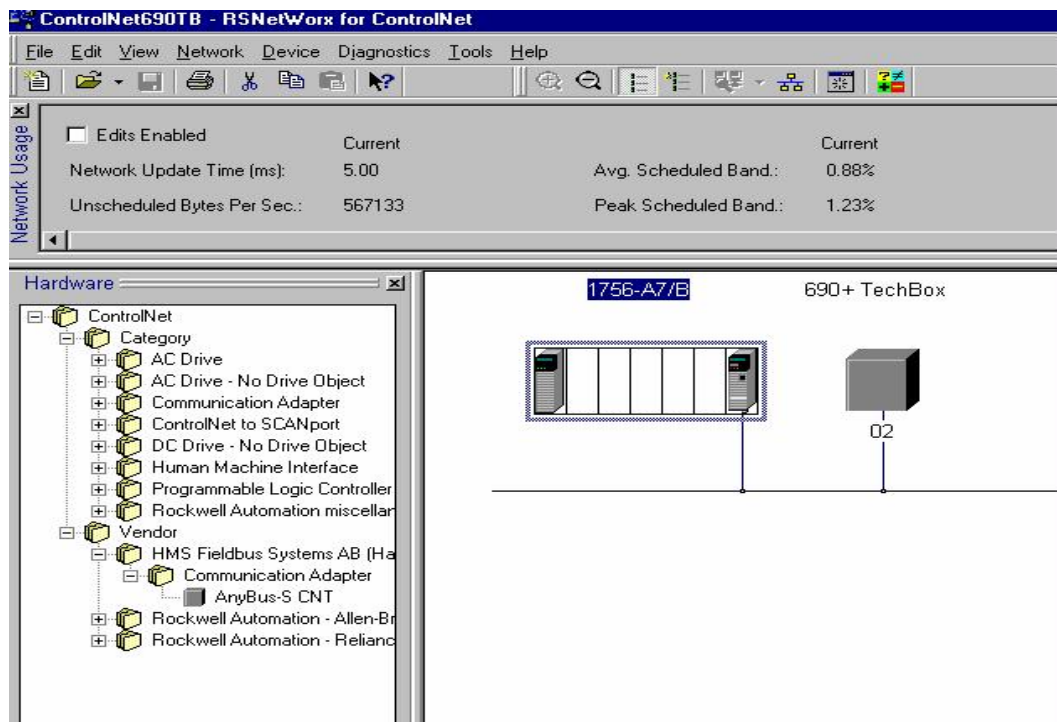 ControlNet690TB - RSNetWorx for ControlNet
File Edit View Network Device Diagnostics Tools Help
Network Usage
Edits Enabled
Current
Current
Network Update Time (ms): 5.00 Avg. Scheduled Band.: 0.88%
Unscheduled Bytes Per Sec.: 567133 Peak Scheduled Band.: 1.23%
Hardware
ControlNet
Category
AC Drive
AC Drive - No Drive Object
Communication Adapter
ControlNet to SCANport
DC Drive - No Drive Object
Human Machine Interface
Programmable Logic Controller
Rockwell Automation miscellar
Vendor
HMS Fieldbus Systems AB (Ha
Communication Adapter
AnyBus-S CNT
Rockwell Automation - Allen-Br
Rockwell Automation - Relianc
1756-A7/B
690+ TechBox
02